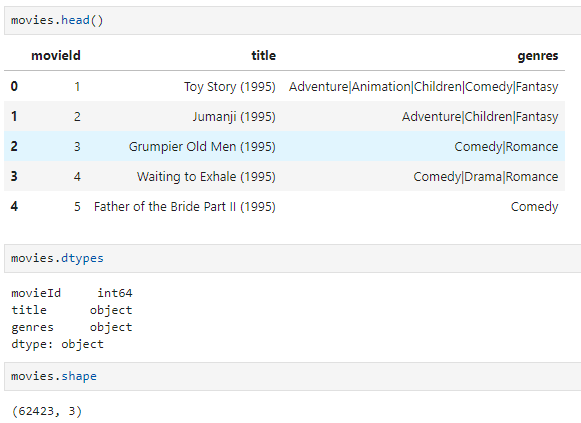 movies.head()
movieId title genres
0 1 Toy Story (1995) Adventure|Animation|Children|Comedy|Fantasy
1 2 Jumanji (1995) Adventure|Children|Fantasy
2 3 Grumpier Old Men (1995) Comedy|Romance
3 4 Waiting to Exhale (1995) Comedy|Drama|Romance
4 5 Father of the Bride Part II (1995) Comedy
movies.dtypes
movieId int64
title object
genres object
dtype: object
movies.shape
(62423, 3)